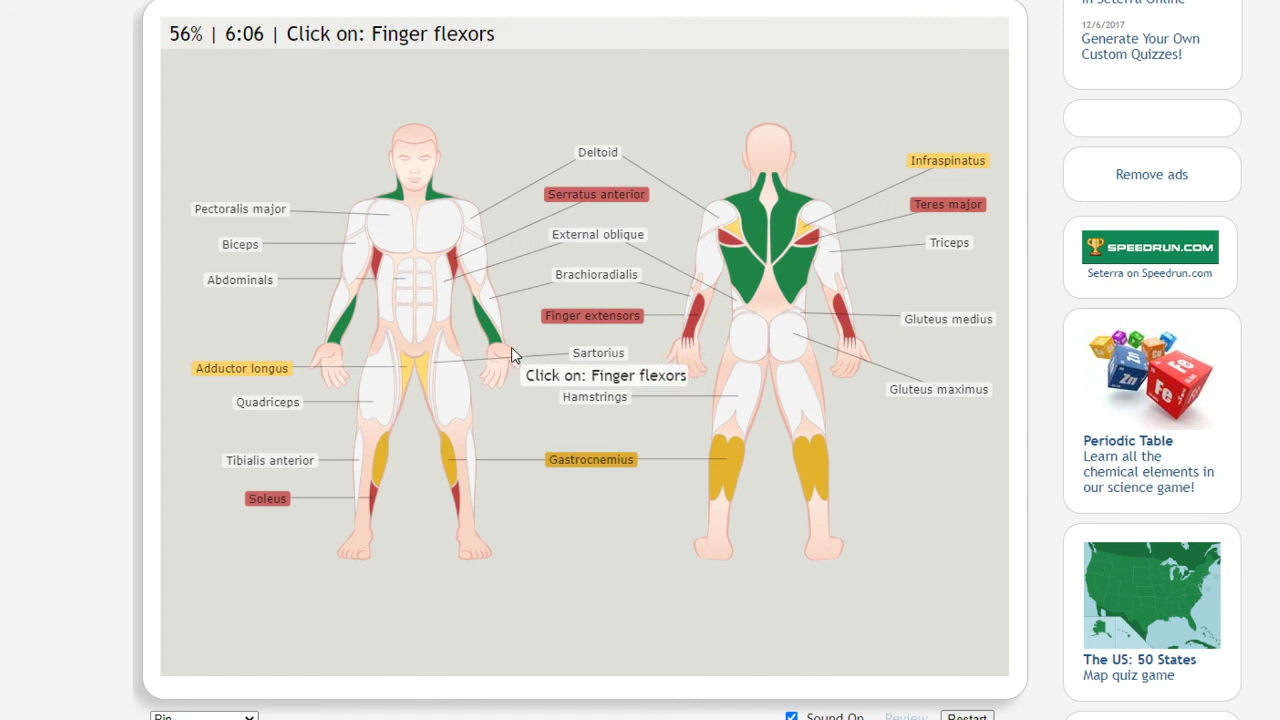 in Seterra Online
56% | 6:06 | Click on: Finger flexors
12/6/2017
Generate Your Own
Custom Quizzes!
Deltoid
Infraspinatus
Serratus anterior
Teres major
Pectoralis major
External oblique
Biceps
Triceps
Abdominals
Brachioradialis
Finger extensors
Gluteus medius
Sartorius
Adductor longus
Click on: Finger flexors
Gluteus maximus
Hamstrings
Quadriceps
Tibialis anterior
Gastrocnemius
Soleus
Remove ads
SPEEDRUN.COM
Seterra on Speedrun.com
Zn
Fe
Periodic Table
Learn all the
chemical elements in
our science game!
The US: 50 States
Map quiz game
Pin
Sound On
Review
Restart